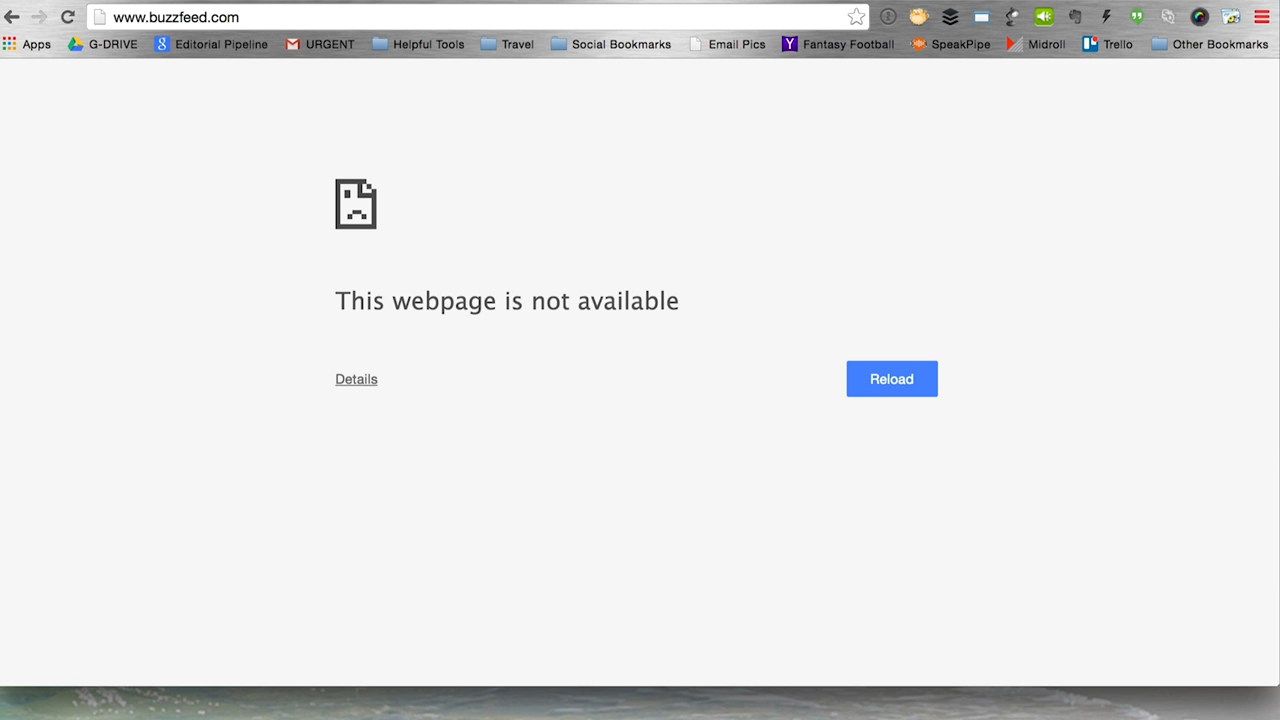 www.buzzfeed.com
Apps G-DRIVE Editorial Pipeline URGENT Helpful Tools Travel Social Bookmarks Email Pics Fantasy Football SpeakPipe Midroll Trello Other Bookmarks
This webpage is not available
Details Reload